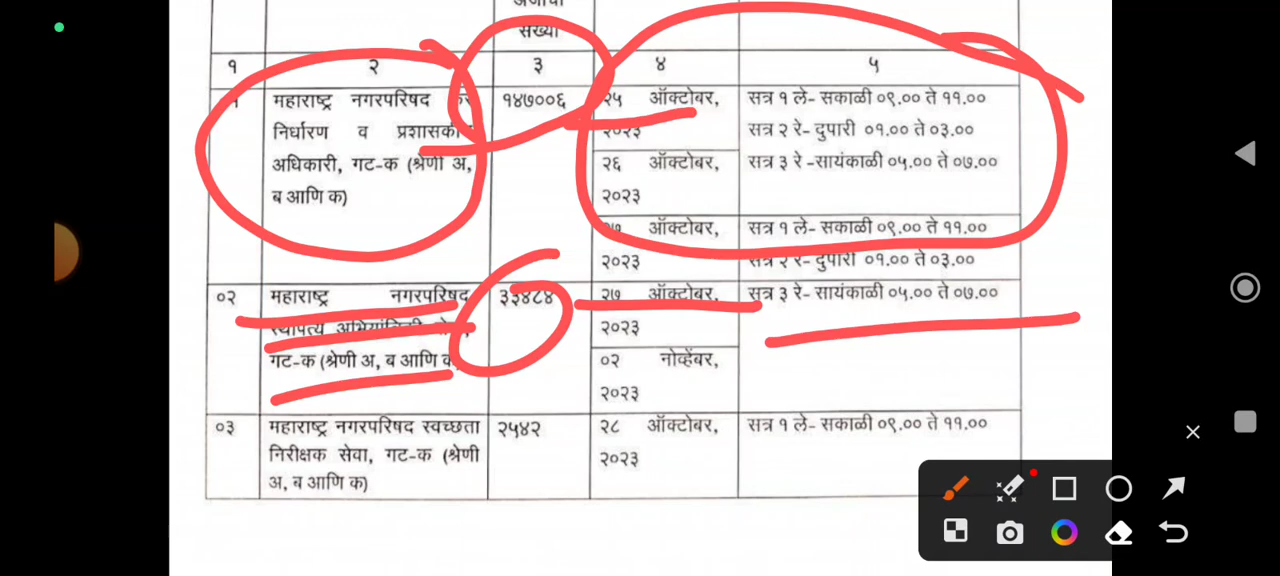 संख्या
१ २ ३ ४ ५
महाराष्ट्र नगरपरिषद कर १४७००६ २५ ऑक्टोबर, सत्र १ ले- सकाळी ०९.०० ते ११.००
निर्धारण व प्रशासकीय २०२३ सत्र २ रे- दुपारी ०१.०० ते ०३.००
अधिकारी, गट-क (श्रेणी अ, २६ ऑक्टोबर, सत्र ३ रे -सायंकाळी ०५.०० ते ०७.००
ब आणि क) २०२३
२७ ऑक्टोबर, सत्र १ ले- सकाळी ०९.०० ते ११.००
२०२३ सत्र २ रे- दुपारी ०१.०० ते ०३.००
०२ महाराष्ट्र नगरपरिषद ३३४८४ २७ ऑक्टोबर, सत्र ३ रे- सायंकाळी ०५.०० ते ०७.००
स्थापत्य अभियांत्रिकी २०२३
गट-क (श्रेणी अ, ब आणि क) ०२ नोव्हेंबर,
२०२३
०३ महाराष्ट्र नगरपरिषद स्वच्छता २५४२ २८ ऑक्टोबर, सत्र १ ले- सकाळी ०९.०० ते ११.००
निरीक्षक सेवा, गट-क (श्रेणी २०२३
अ, ब आणि क)